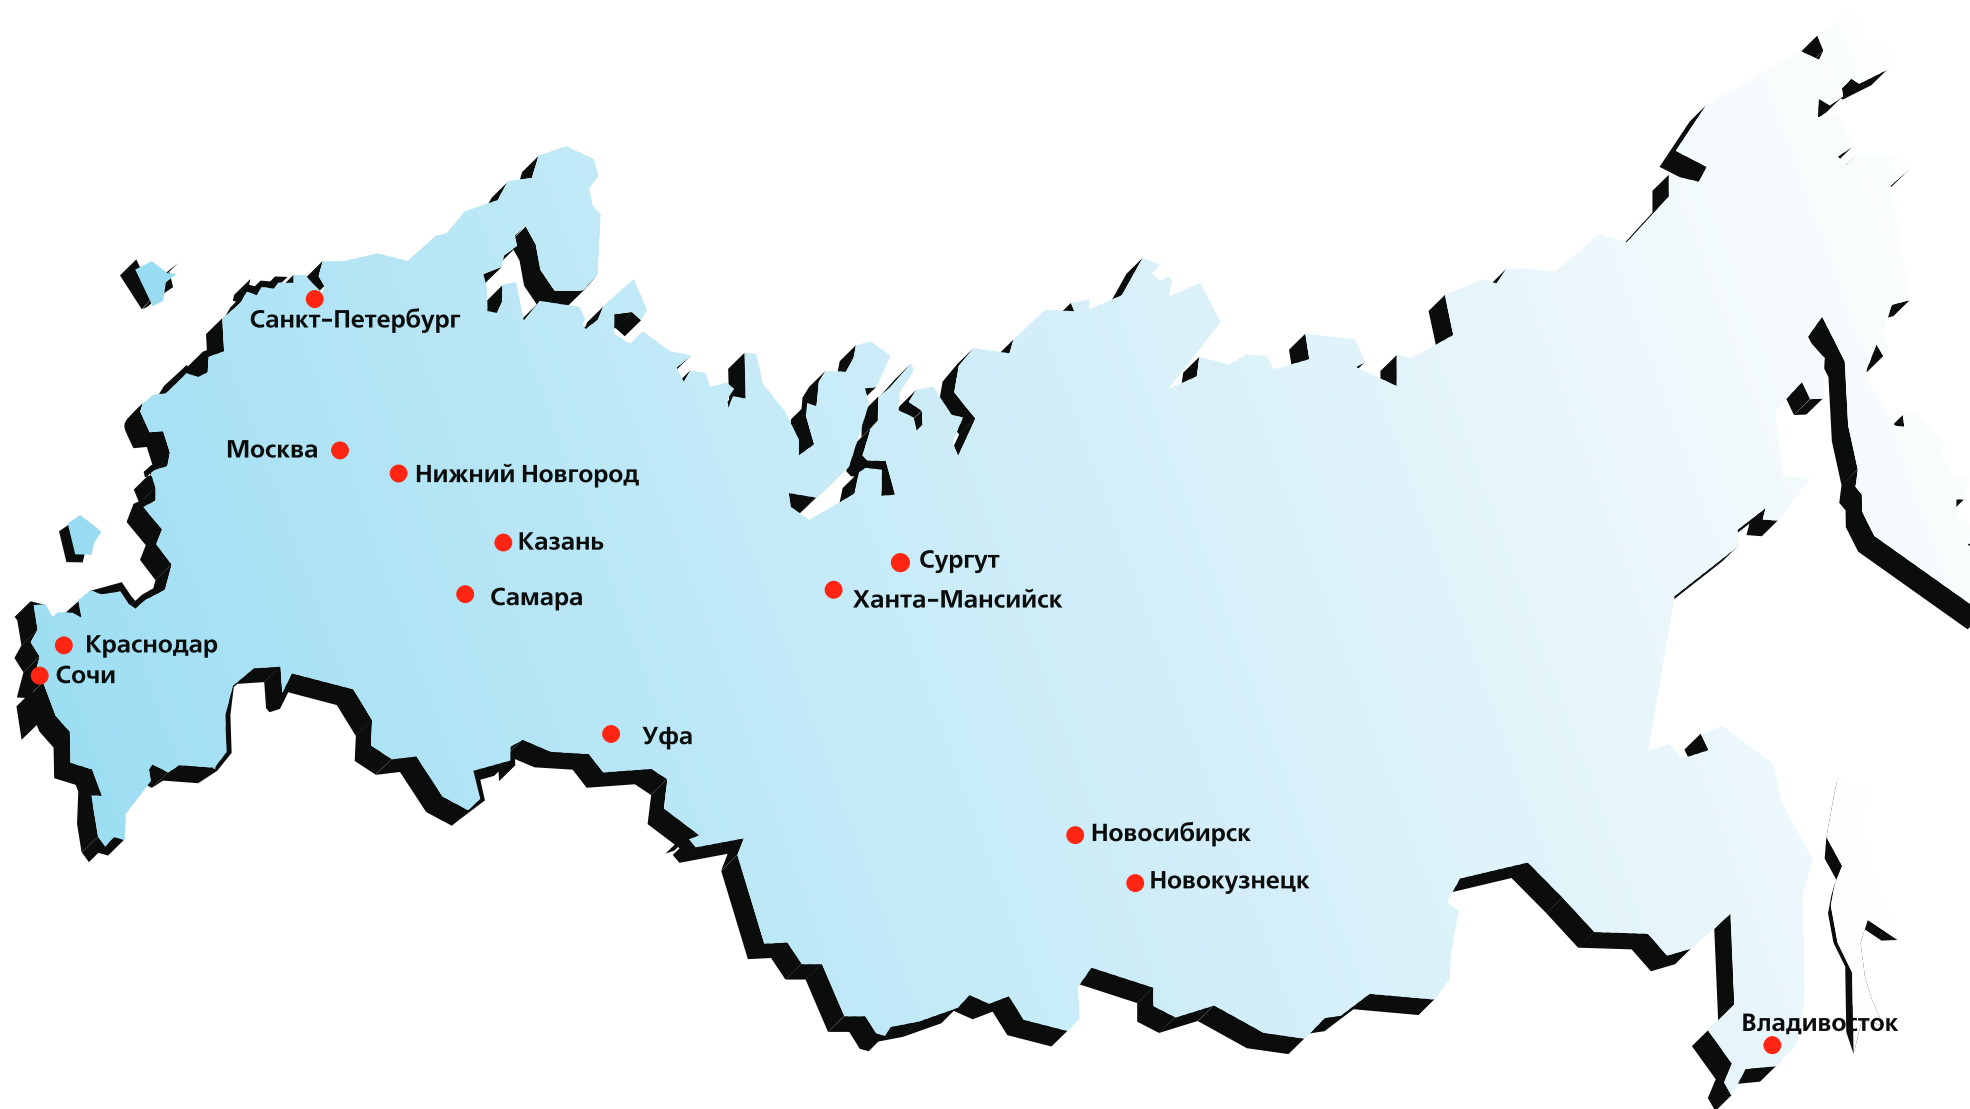 Санкт-Петербург
Москва
Нижний Новгород
Казань
Сургут
Самара
Ханта-Мансийск
Краснодар
Сочи
Уфа
Новосибирск
Новокузнецк
Владивосток